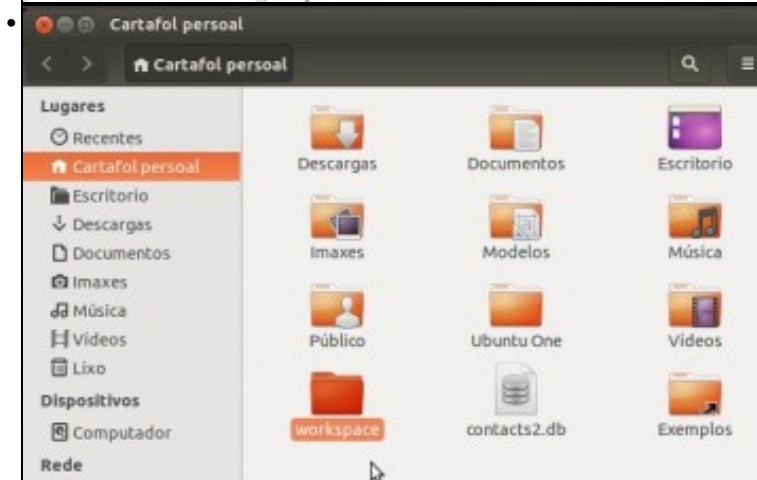 Cartafol persoal
Cartafol persoal
Lugares
Recentes
Cartafol persoal
Escritorio
Descargas
Documentos
Imaxes
Música
Vídeos
Lixo
Dispositivos
Computador
Rede
Descargas Documentos Escritorio
Imaxes Modelos Música
Público Ubuntu One Vídeos
workspace contacts2.db Exemplos